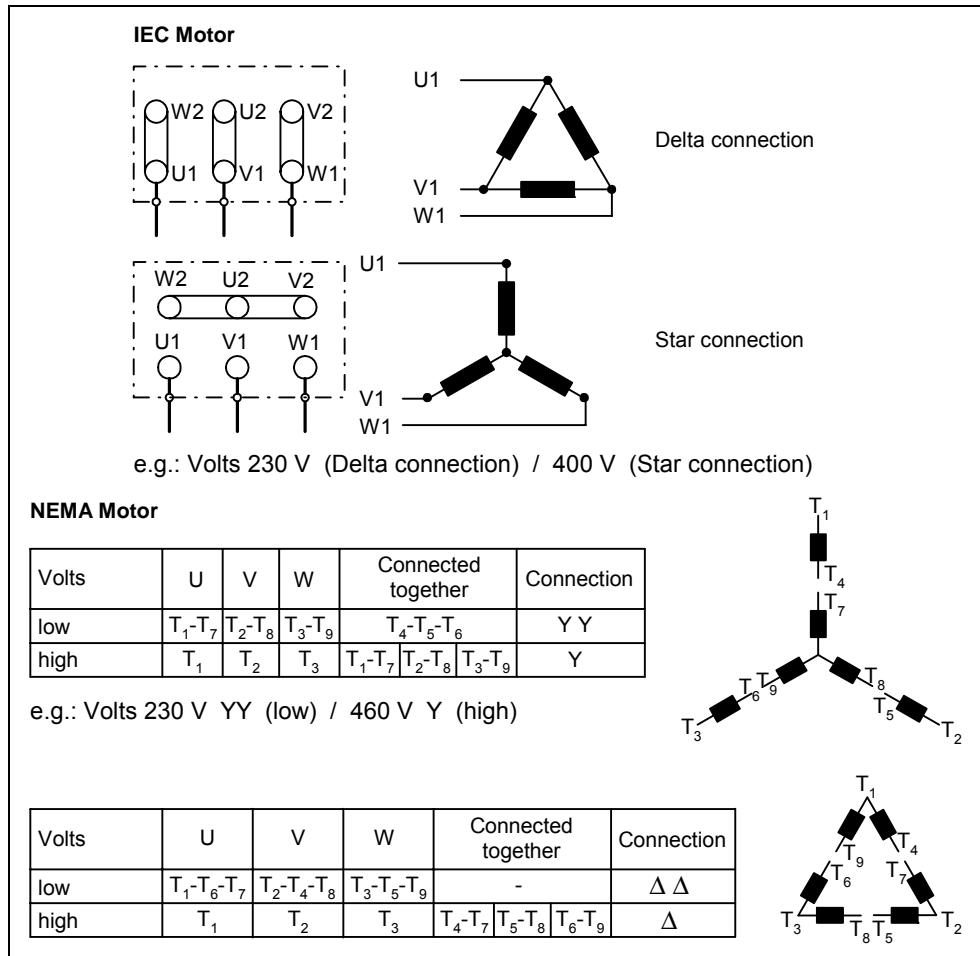 IEC Motor
W2 U2 V2
U1 V1 W1
U1
V1
W1
Delta connection
W2 U2 V2
U1 V1 W1
U1
V1
W1
Star connection
e.g.: Volts 230 V (Delta connection) / 400 V (Star connection)
NEMA Motor
Volts U V W Connected together Connection
low T1-T7 T2-T8 T3-T9 T4-T5-T6 Y Y
high T1 T2 T3 T1-T7 T2-T8 T3-T9 Y
e.g.: Volts 230 V YY (low) / 460 V Y (high)
T1
T4
T7
T6 T9 T8
T5
T3 T2
Volts U V W Connected together Connection
low T1-T6-T7 T2-T4-T8 T3-T5-T9 - Δ Δ
high T1 T2 T3 T4-T7 T5-T8 T6-T9 Δ
T1
T9 T4
T6 T7
T3 T8 T5 T2